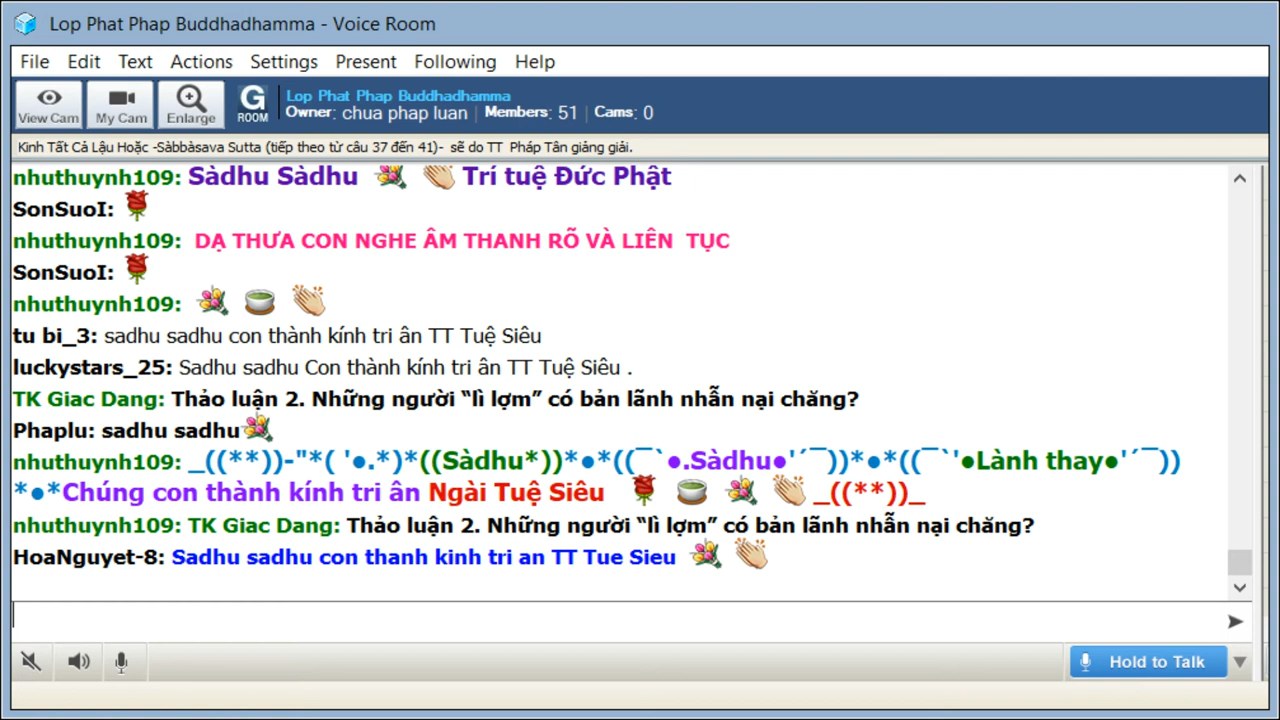 Lop Phat Phap Buddhadhamma - Voice Room
File Edit Text Actions Settings Present Following Help
View Cam My Cam Enlarge G ROOM Lop Phat Phap Buddhadhamma
Owner: chua phap luan | Members: 51 | Cams: 0
Kinh Tất Cả Lậu Hoặc -Sàbbàsava Sutta (tiếp theo từ câu 37 đến 41)- sẽ do TT Pháp Tân giảng giải.
nhuthuynh109: Sàdhu Sàdhu Trí tuệ Đức Phật
SonSuoI:
nhuthuynh109: DẠ THƯA CON NGHE ÂM THANH RÕ VÀ LIÊN TỤC
SonSuoI:
nhuthuynh109:
tu bi_3: sadhu sadhu con thành kính tri ân TT Tuệ Siêu
luckystars_25: Sadhu sadhu Con thành kính tri ân TT Tuệ Siêu .
TK Giac Dang: Thảo luận 2. Những người “lì lợm” có bản lãnh nhẫn nại chăng?
Phaplu: sadhu sadhu
nhuthuynh109: _((**))-"*( '●.*)*((Sàdhu*))*●*((¯`●.Sàdhu●'´¯))*●*((¯`'●Lành thay●'´¯))
*●*Chúng con thành kính tri ân Ngài Tuệ Siêu _((**))_
nhuthuynh109: TK Giac Dang: Thảo luận 2. Những người “lì lợm” có bản lãnh nhẫn nại chăng?
HoaNguyet-8: Sadhu sadhu con thanh kinh tri an TT Tue Sieu
Hold to Talk